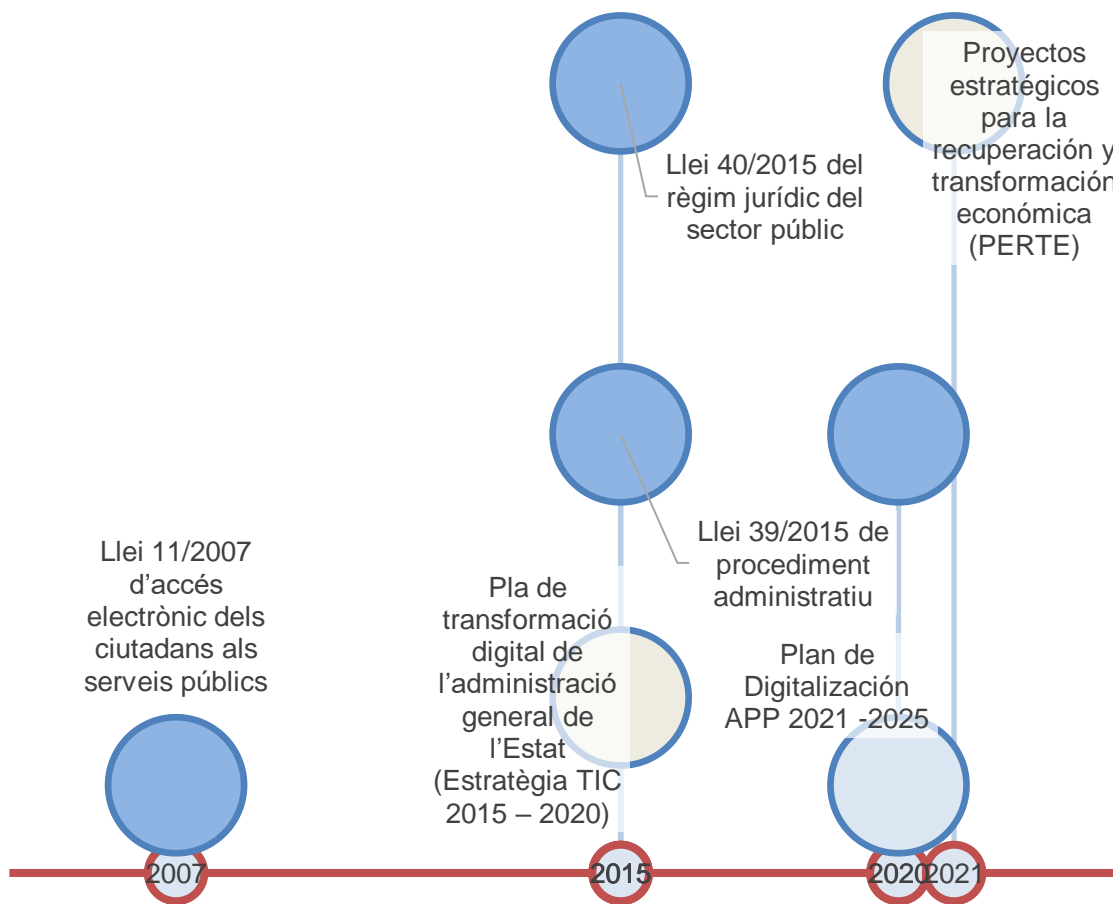 Proyectos
estratégicos
para la
recuperación y
transformación
económica
(PERTE)
Llei 40/2015 del
règim jurídic del
sector públic
Llei 39/2015 de
procediment
administratiu
Llei 11/2007
d’accés
electrònic dels
ciutadans als
serveis públics
Pla de
transformació
digital de
l’administració
general de
l’Estat
(Estratègia TIC
2015 – 2020)
Plan de
Digitalización
APP 2021 -2025
2007
2015
2020
2021